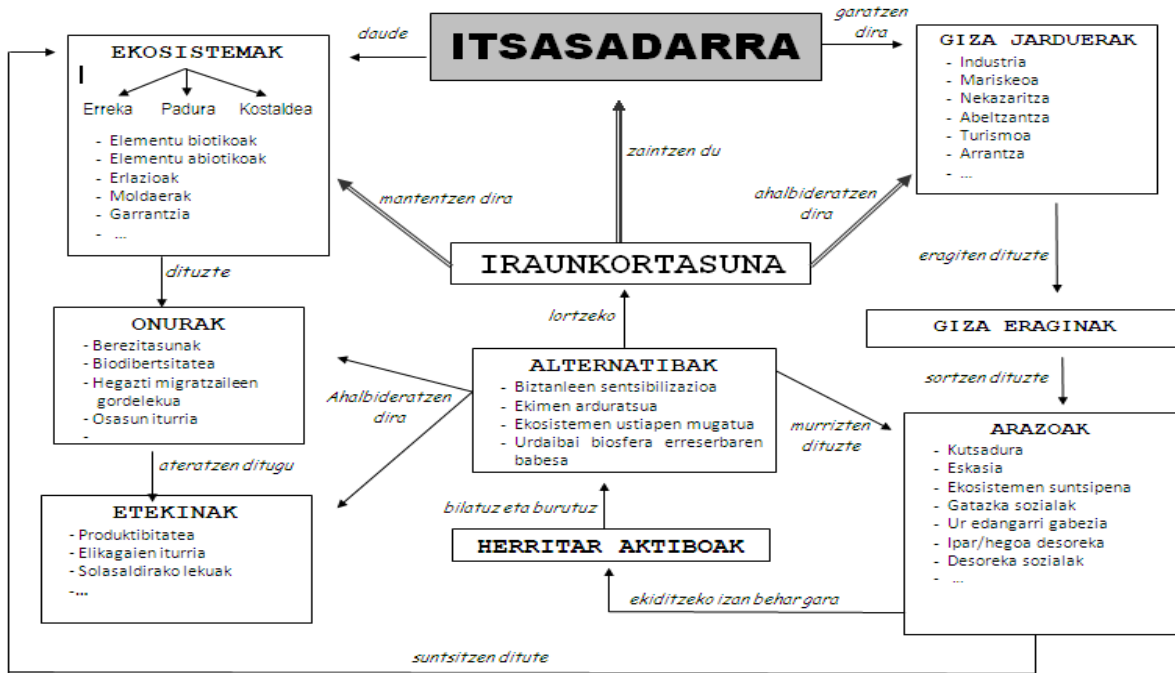 ITSASADARRA
daude
garatzen
dira
EKOSISTEMAK
Erreka Padura Kostaldea
- Elementu biotikoak
- Elementu abiotikoak
- Erlazioak
- Moldaerak
- Garrantzia
- ...
GIZA JARDUERAK
- Industria
- Mariskeoa
- Nekazaritza
- Abeltzantza
- Turismoa
- Arrantza
- ...
zaintzen du
mantentzen dira
ahalbideratzen
dira
IRAUNKORTASUNA
dituzte
eragiten dituzte
lortzeko
ONURAK
- Berezitasunak
- Biodibertsitatea
- Hegazti migratzaileen
gordelekua
- Osasun iturria
-
GIZA ERAGINAK
sortzen dituzte
ALTERNATIBAK
- Biztanleen sentsibilizazioa
- Ekimen arduratsua
- Ekosistemen ustiapen mugatua
- Urdaibai biosfera erreserbaren
babesa
Ahalbideratzen
dira
murrizten
dituzte
ateratzen ditugu
ARAZOAK
- Kutsadura
- Eskasia
- Ekosistemen suntsipena
- Gatazka sozialak
- Ur edangarri gabezia
- Ipar/hegoa desoreka
- Desoreka sozialak
- ...
ETEKINAK
- Produktibitatea
- Elikagaien iturria
- Solasaldirako lekuak
-...
bilatuz eta burutuz
HERRITAR AKTIBOAK
ekiditzeko izan behar gara
suntsitzen ditute